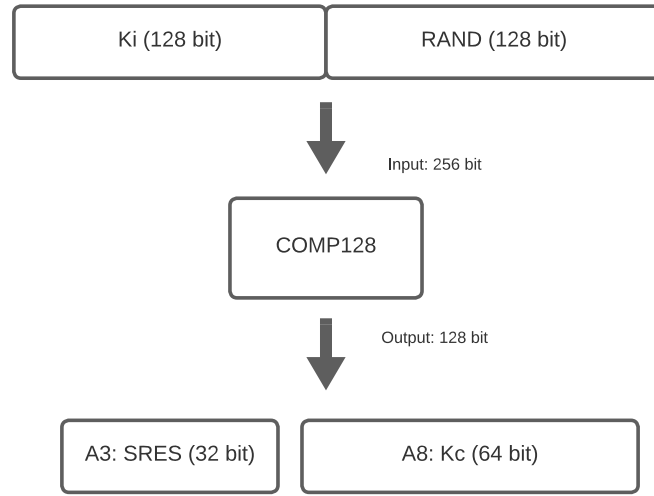 Ki (128 bit)
RAND (128 bit)
Input: 256 bit
COMP128
Output: 128 bit
A3: SRES (32 bit)
A8: Kc (64 bit)